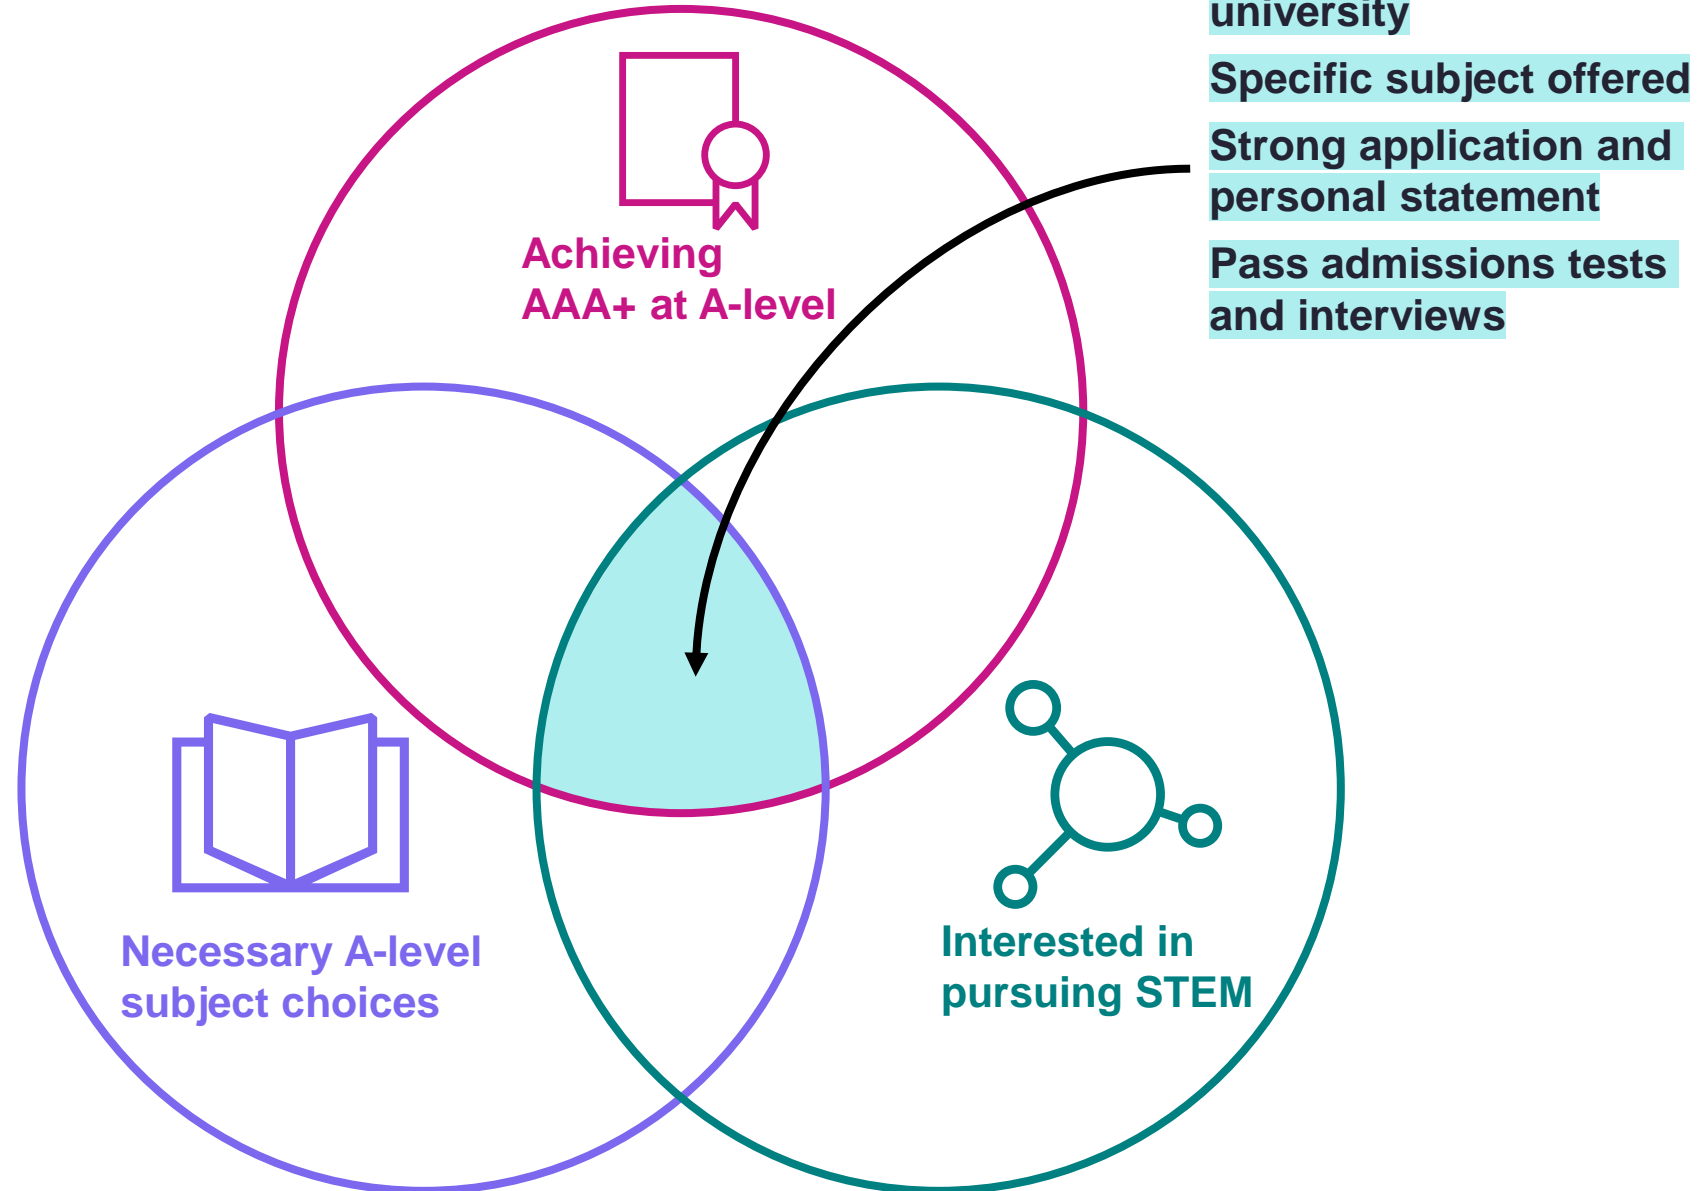 university
Specific subject offered
Strong application and
personal statement
Pass admissions tests
and interviews
Achieving
AAA+ at A-level
Necessary A-level
subject choices
Interested in
pursuing STEM